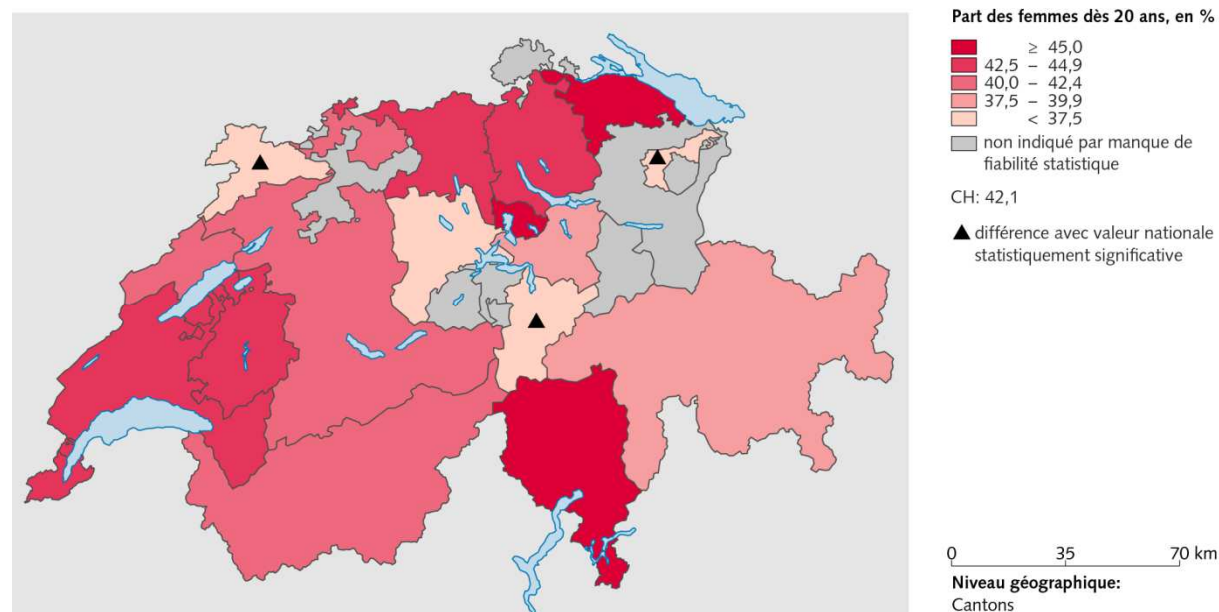 Part des femmes dès 20 ans, en %
≥ 45,0
42,5 – 44,9
40,0 – 42,4
37,5 – 39,9
< 37,5
non indiqué par manque de
fiabilité statistique
CH: 42,1
▲ différence avec valeur nationale
statistiquement significative
0 35 70 km
Niveau géographique:
Cantons